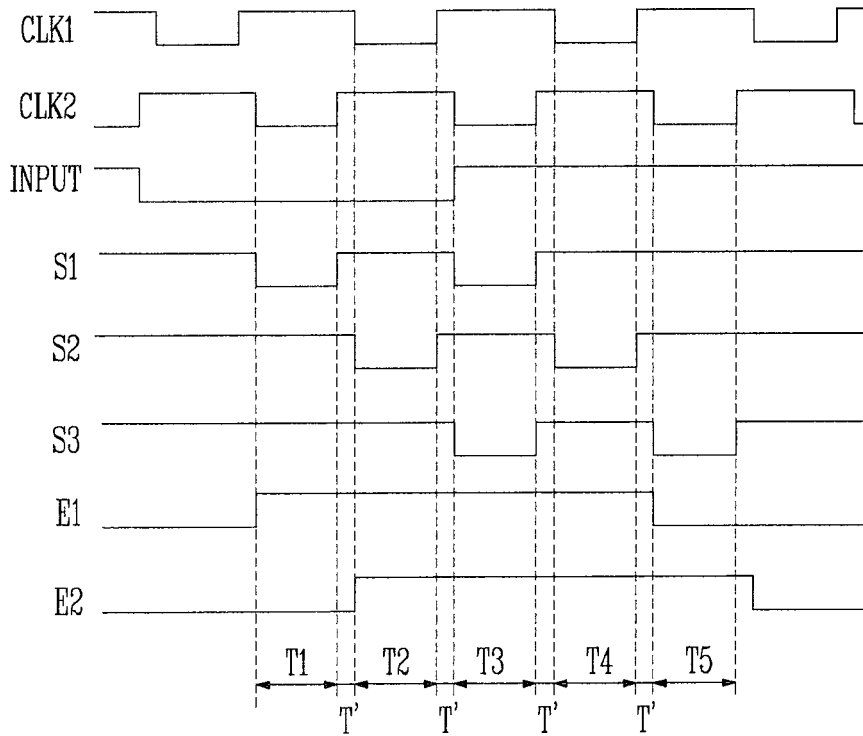 CLK1
CLK2
INPUT
S1
S2
S3
E1
E2
T1 T2 T3 T4 T5
T' T' T' T'